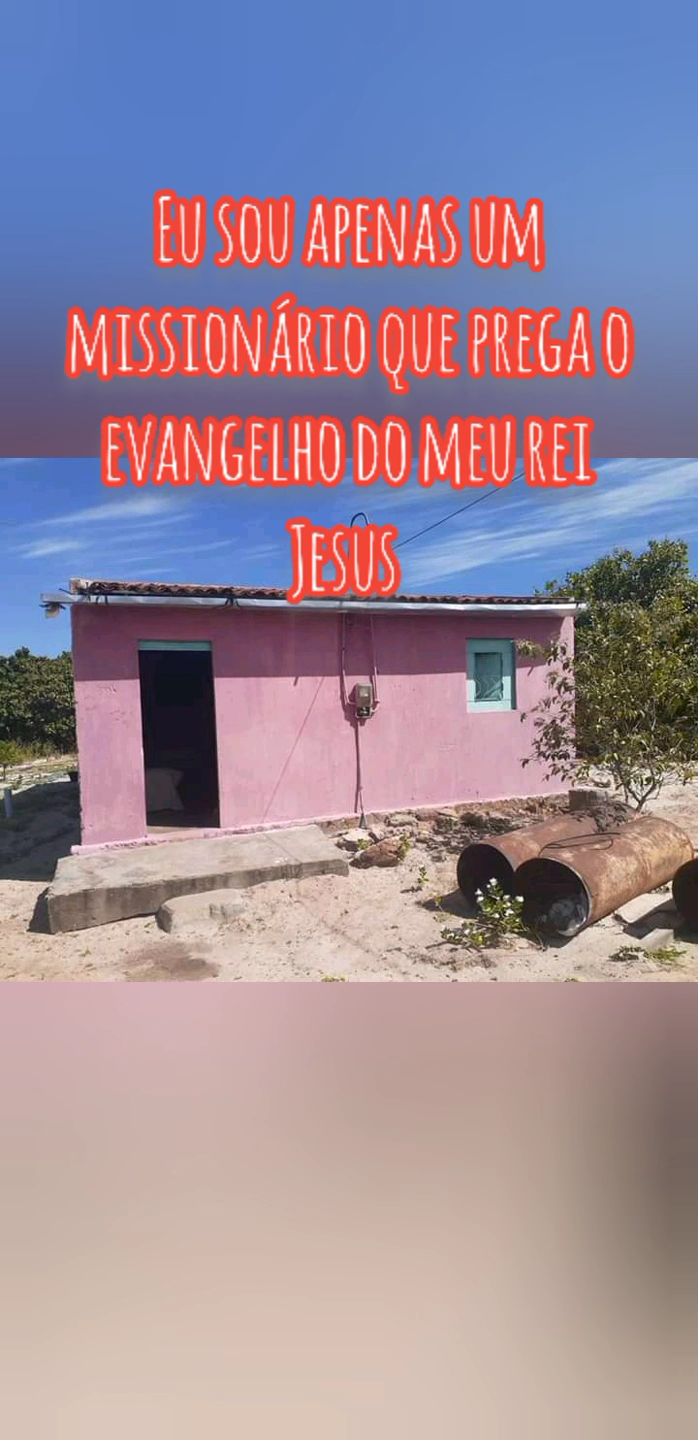 Eu sou apenas um
missionário que prega o
evangelho do meu rei
Jesus